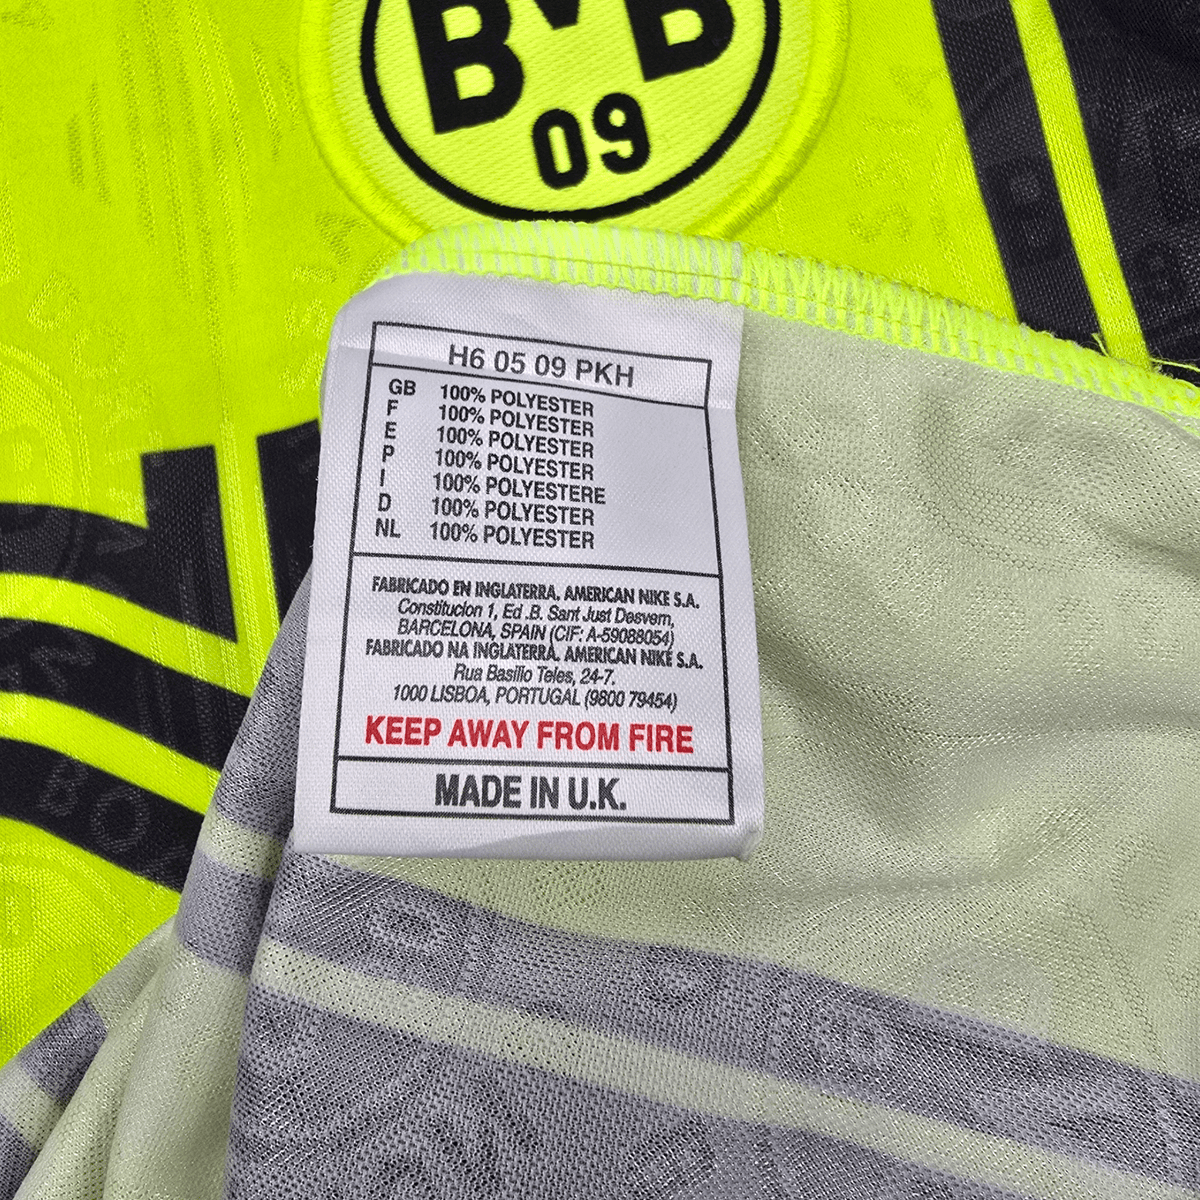 BVB
09
H6 05 09 PKH
GB 100% POLYESTER
F 100% POLYESTER
E 100% POLYESTER
P 100% POLYESTER
I 100% POLYESTERE
D 100% POLYESTER
NL 100% POLYESTER
FABRICADO EN INGLATERRA. AMERICAN NIKE S.A.
Constitucion 1, Ed .B. Sant Just Desvern,
BARCELONA, SPAIN (CIF: A-59088054)
FABRICADO NA INGLATERRA. AMERICAN NIKE S.A.
Rua Basilio Teles, 24-7.
1000 LISBOA, PORTUGAL (9800 79454)
KEEP AWAY FROM FIRE
MADE IN U.K.